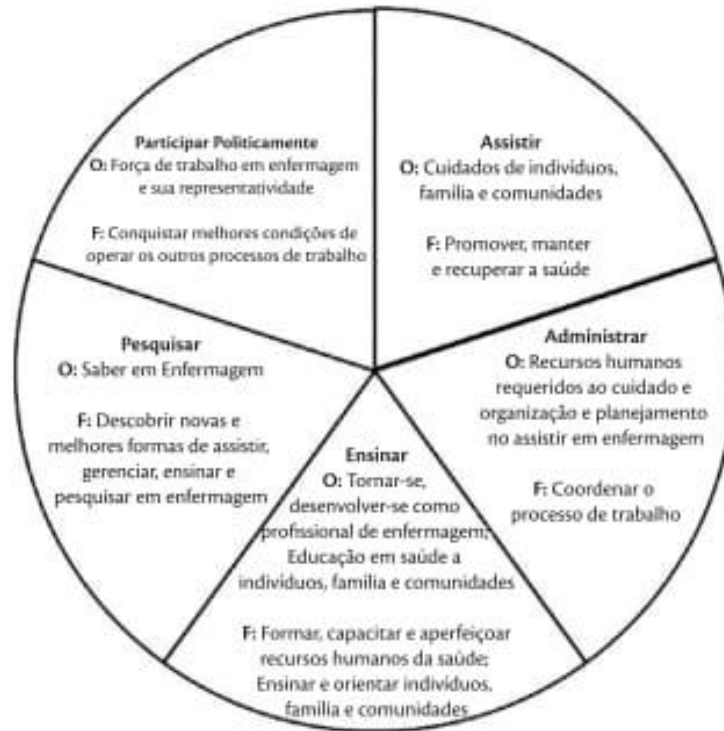 Participar Politicamente
O: Força de trabalho em enfermagem
e sua representatividade
F: Conquistar melhores condições de
operar os outros processos de trabalho
Assistir
O: Cuidados de indivíduos,
família e comunidades
F: Promover, manter
e recuperar a saúde
Administrar
O: Recursos humanos
requeridos ao cuidado e
organização e planejamento
no assistir em enfermagem
F: Coordenar o
processo de trabalho
Ensinar
O: Tornar-se,
desenvolver-se como
profissional de enfermagem;
Educação em saúde a
indivíduos, família e comunidades
F: Formar, capacitar e aperfeiçoar
recursos humanos da saúde;
Ensinar e orientar indivíduos,
família e comunidades
Pesquisar
O: Saber em Enfermagem
F: Descobrir novas e
melhores formas de assistir,
gerenciar, ensinar e
pesquisar em enfermagem